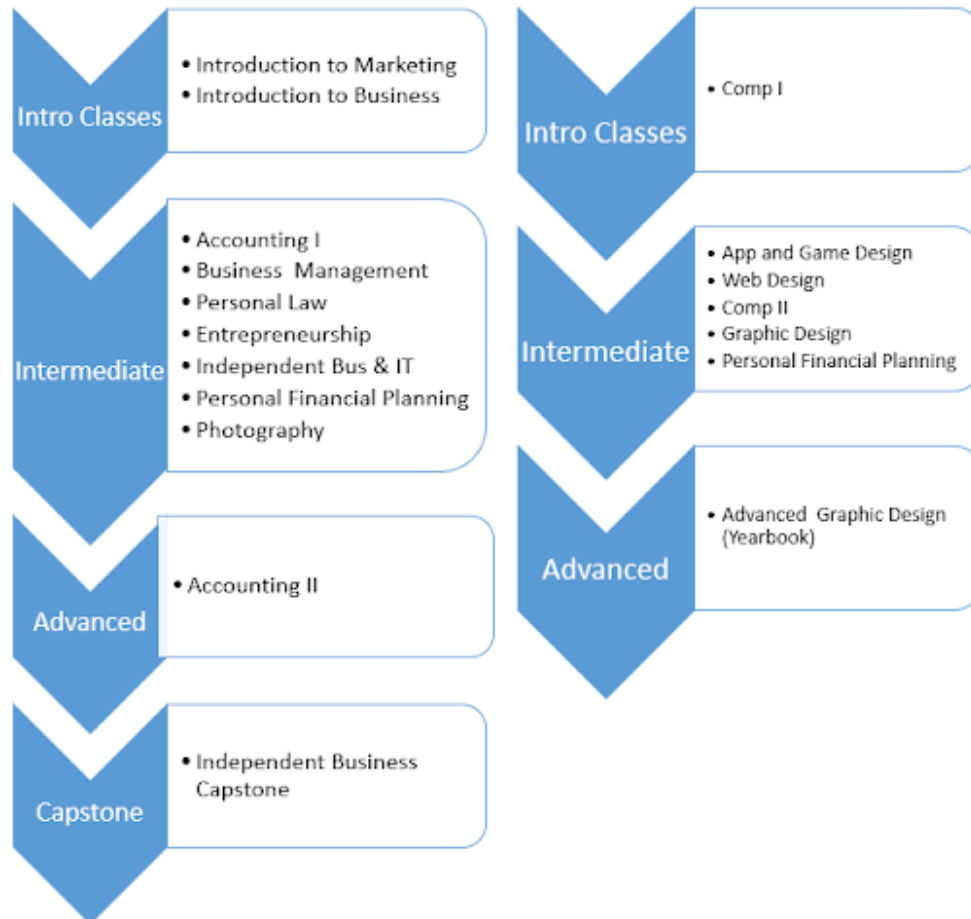 Intro Classes
• Introduction to Marketing
• Introduction to Business
Intermediate
• Accounting I
• Business Management
• Personal Law
• Entrepreneurship
• Independent Bus & IT
• Personal Financial Planning
• Photography
Advanced
• Accounting II
Capstone
• Independent Business
Capstone
Intro Classes
• Comp I
Intermediate
• App and Game Design
• Web Design
• Comp II
• Graphic Design
• Personal Financial Planning
Advanced
• Advanced Graphic Design
(Yearbook)